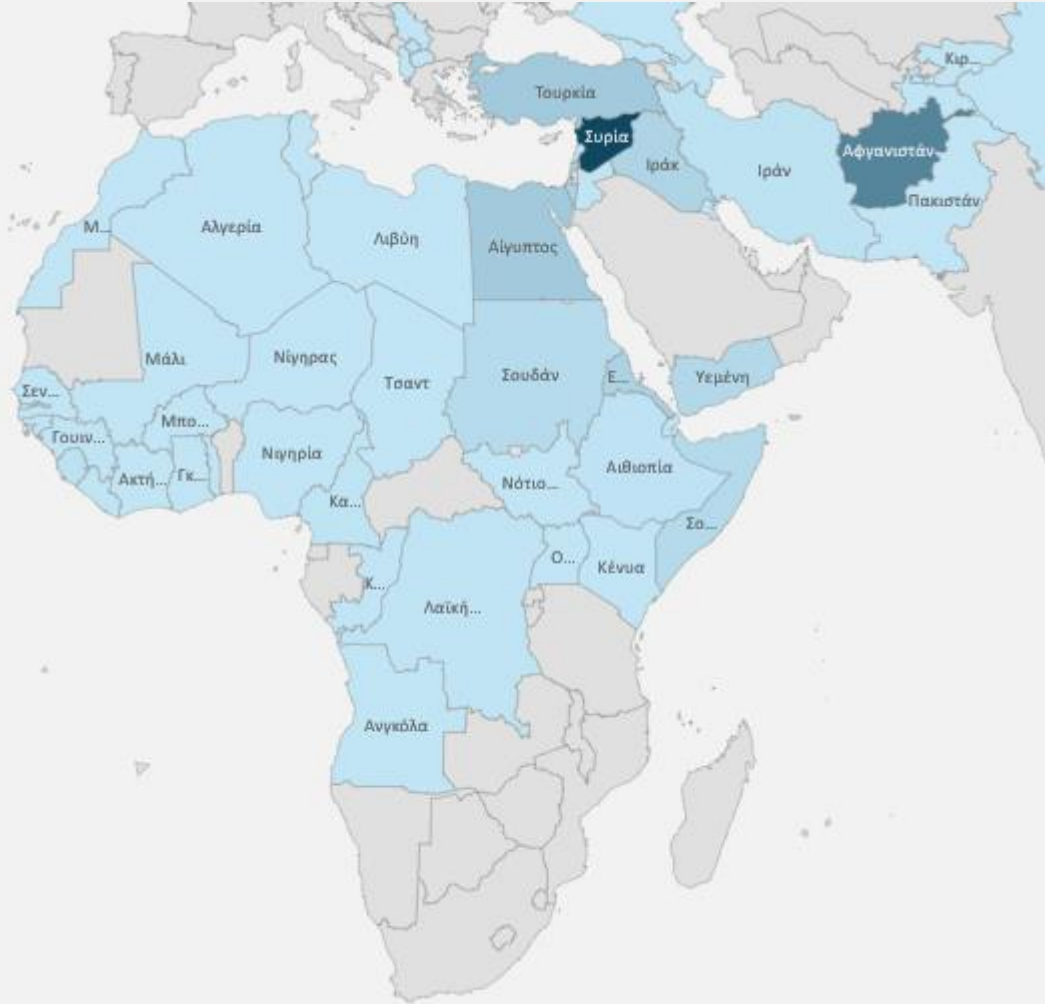 Κιρ...
Τουρκία
Συρία
Αφγανιστάν
Ιράκ
Ιράν
Πακιστάν
Μ...
Αλγερία
Λιβύη
Αίγυπτος
Μάλι
Νίγηρας
Τσαντ
Σουδάν
Ε...
Υεμένη
Σεν...
Μπο...
Γουιν...
Ακτή...
Γκ...
Νιγηρία
Κα...
Νότιο...
Αιθιοπία
Σο...
Κ...
Λαϊκή...
Ο...
Κένυα
Ανγκόλα